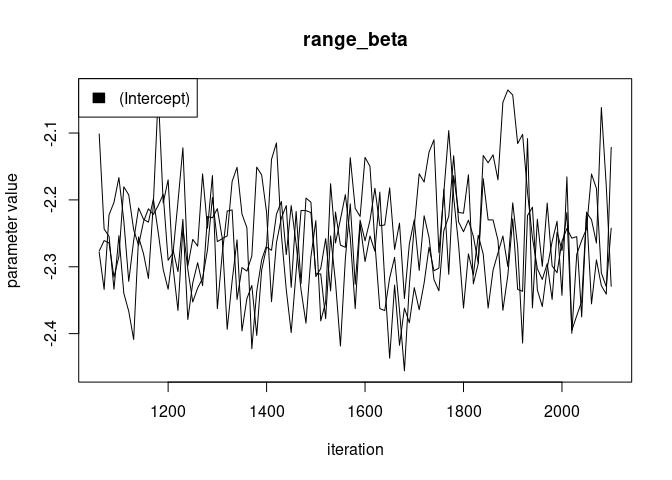 range_beta
(Intercept)
parameter value
-2.1
-2.2
-2.3
-2.4
1200 1400 1600 1800 2000
iteration